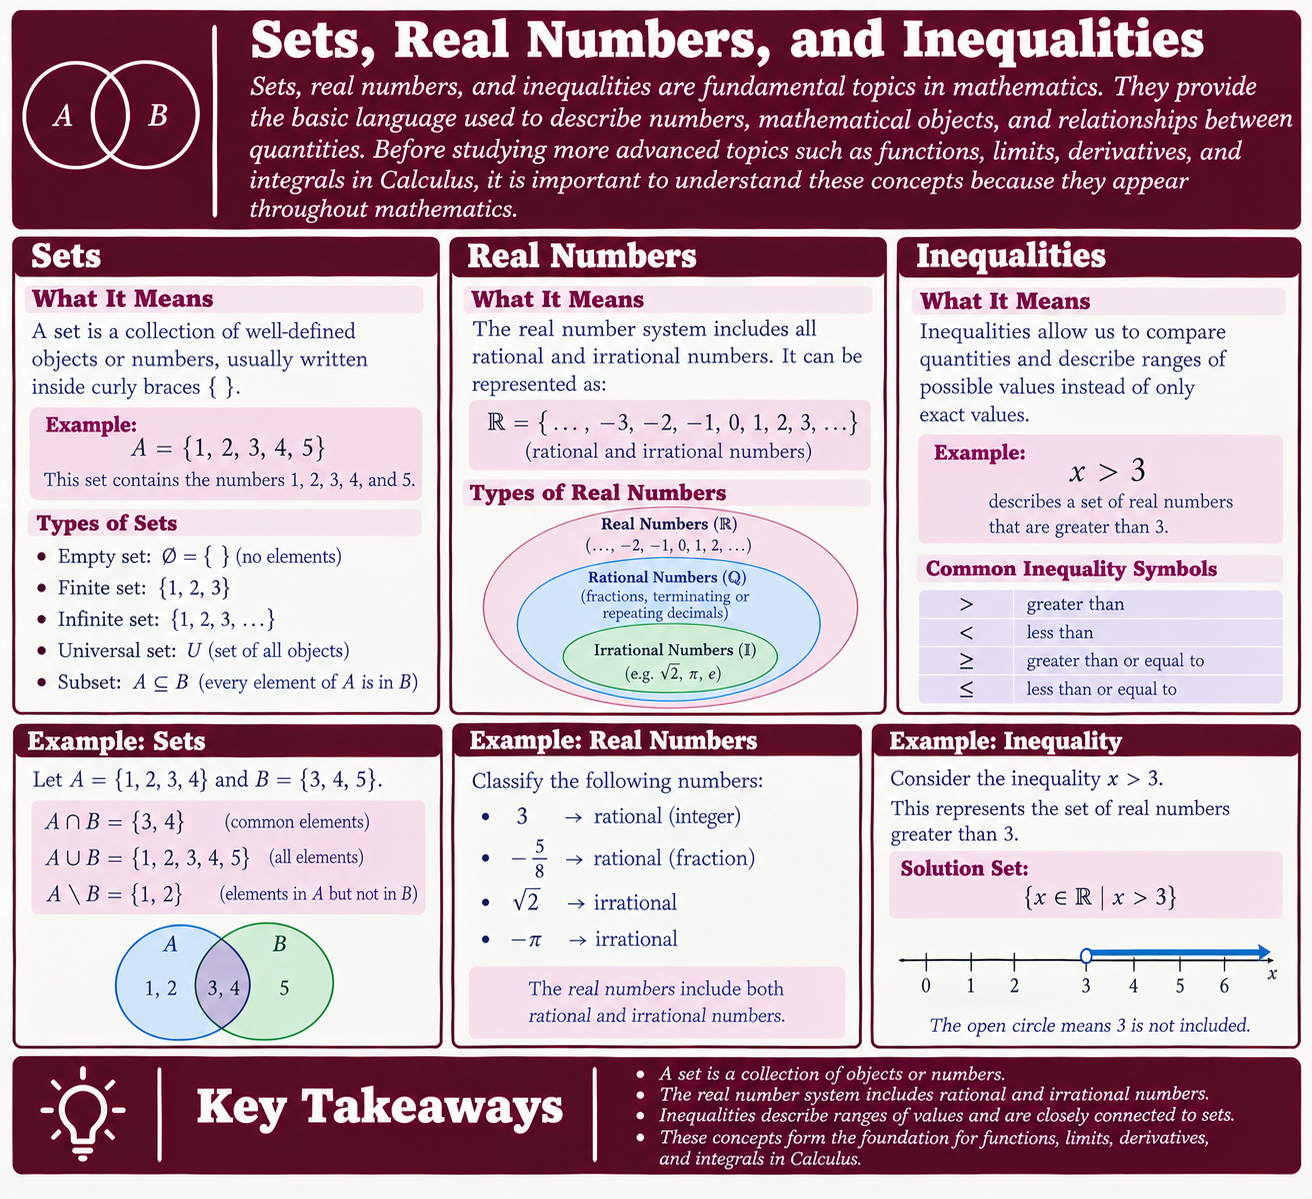 A B
Sets, Real Numbers, and Inequalities
Sets, real numbers, and inequalities are fundamental topics in mathematics. They provide
the basic language used to describe numbers, mathematical objects, and relationships between
quantities. Before studying more advanced topics such as functions, limits, derivatives, and
integrals in Calculus, it is important to understand these concepts because they appear
throughout mathematics.
Sets
What It Means
A set is a collection of well-defined
objects or numbers, usually written
inside curly braces { }.
Example:
A = {1, 2, 3, 4, 5}
This set contains the numbers 1, 2, 3, 4, and 5.
Types of Sets
• Empty set: Ø = { } (no elements)
• Finite set: {1, 2, 3}
• Infinite set: {1, 2, 3, …}
• Universal set: U (set of all objects)
• Subset: A ⊆ B (every element of A is in B)
Real Numbers
What It Means
The real number system includes all
rational and irrational numbers. It can be
represented as:
ℝ = { … , −3, −2, −1, 0, 1, 2, 3, …}
(rational and irrational numbers)
Types of Real Numbers
Real Numbers (ℝ)
(…, −2, −1, 0, 1, 2, …)
Rational Numbers (ℚ)
(fractions, terminating or
repeating decimals)
Irrational Numbers (𝕀)
(e.g. √2, π, e)
Inequalities
What It Means
Inequalities allow us to compare
quantities and describe ranges of
possible values instead of only
exact values.
Example:
x > 3
describes a set of real numbers
that are greater than 3.
Common Inequality Symbols
> greater than
< less than
≥ greater than or equal to
≤ less than or equal to
Example: Sets
Let A = {1, 2, 3, 4} and B = {3, 4, 5}.
A ∩ B = {3, 4} (common elements)
A ∪ B = {1, 2, 3, 4, 5} (all elements)
A \ B = {1, 2} (elements in A but not in B)
A B
1, 2 3, 4 5
Example: Real Numbers
Classify the following numbers:
• 3 → rational (integer)
• −5/8 → rational (fraction)
• √2 → irrational
• −π → irrational
The real numbers include both
rational and irrational numbers.
Example: Inequality
Consider the inequality x > 3.
This represents the set of real numbers
greater than 3.
Solution Set:
{x ∈ ℝ | x > 3}
0 1 2 3 4 5 6 x
The open circle means 3 is not included.
Key Takeaways
• A set is a collection of objects or numbers.
• The real number system includes rational and irrational numbers.
• Inequalities describe ranges of values and are closely connected to sets.
• These concepts form the foundation for functions, limits, derivatives,
and integrals in Calculus.